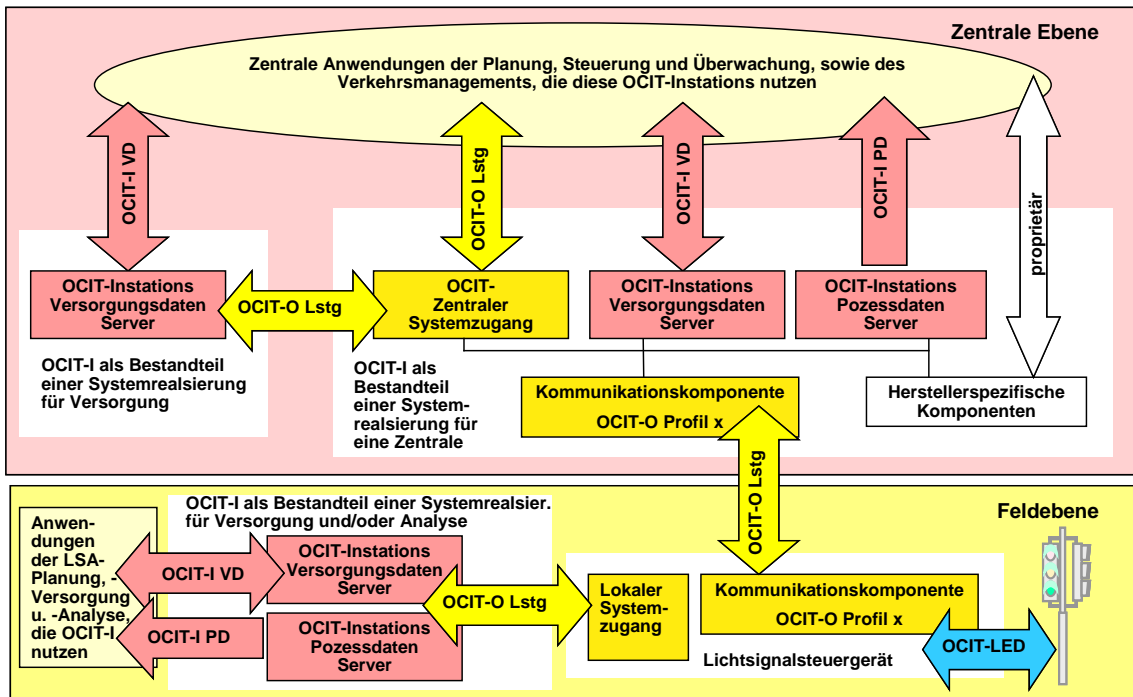 Zentrale Ebene
Zentrale Anwendungen der Planung, Steuerung und Überwachung, sowie des
Verkehrsmanagements, die diese OCIT-Instations nutzen
OCIT-I VD
OCIT-O Lstg
OCIT-I VD
OCIT-I PD
proprietär
OCIT-Instations
Versorgungsdaten
Server
OCIT-O Lstg
OCIT-
Zentraler
Systemzugang
OCIT-Instations
Versorgungsdaten
Server
OCIT-Instations
Pozessdaten
Server
OCIT-I als Bestandteil
einer Systemrealsierung
für Versorgung
OCIT-I als
Bestandteil
einer System-
realsierung für
eine Zentrale
Kommunikationskomponente
OCIT-O Profil x
Herstellerspezifische
Komponenten
OCIT-O Lstg
Feldebene
OCIT-I als Bestandteil einer Systemrealsier.
für Versorgung und/oder Analyse
Anwen-
dungen
der LSA-
Planung, -
Versorgung
u. -Analyse,
die OCIT-I
nutzen
OCIT-I VD
OCIT-I PD
OCIT-Instations
Versorgungsdaten
Server
OCIT-Instations
Pozessdaten
Server
OCIT-O Lstg
Lokaler
System-
zugang
Kommunikationskomponente
OCIT-O Profil x
Lichtsignalsteuergerät
OCIT-LED